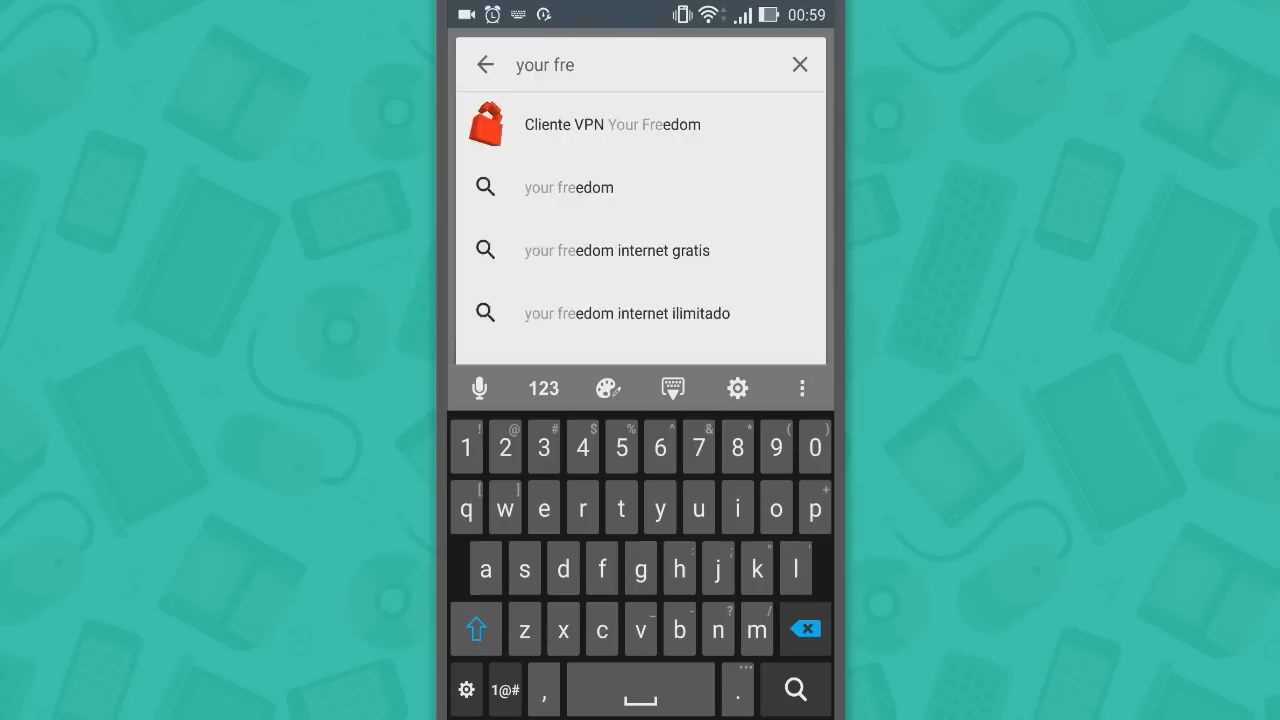 00:59
your fre
Cliente VPN Your Freedom
your freedom
your freedom internet gratis
your freedom internet ilimitado
123
! @ # $ % ^ & * ( )
1 2 3 4 5 6 7 8 9 0
[ ] +
q w e r t y u i o p
: ; " '
a s d f g h j k l
_ - ? /
z x c v b n m
1@# , .